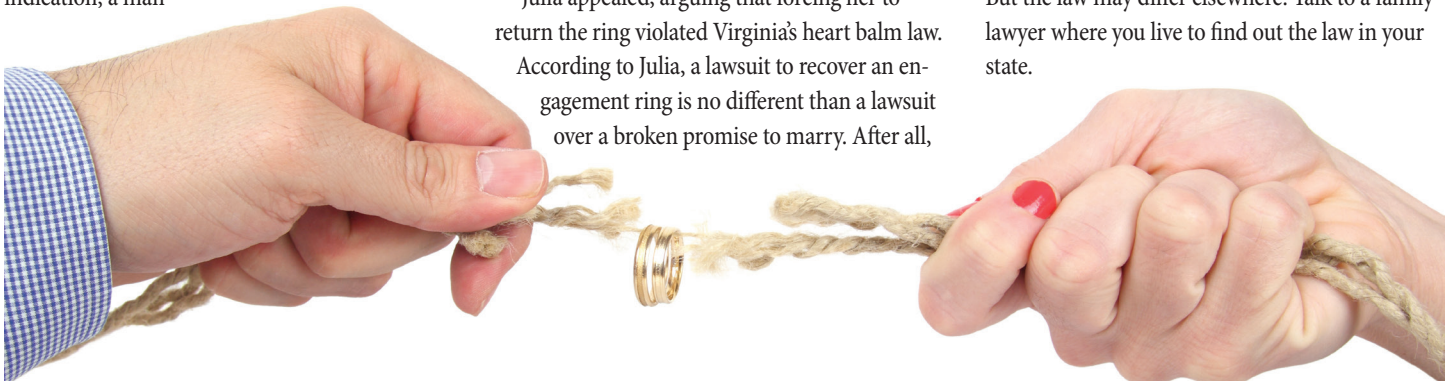 indication, a man
Julia appealed, arguing that forcing her to
return the ring violated Virginia’s heart balm law.
According to Julia, a lawsuit to recover an en-
gagement ring is no different than a lawsuit
over a broken promise to marry. After all,
But the law may differ elsewhere. Talk to a family
lawyer where you live to find out the law in your
state.